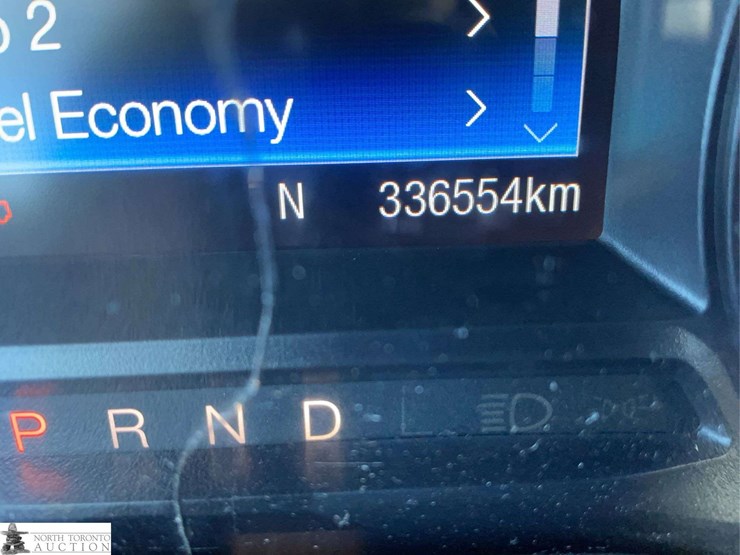 2
el Economy
N 336554km
P R N D
NORTH TORONTO
AUCTION